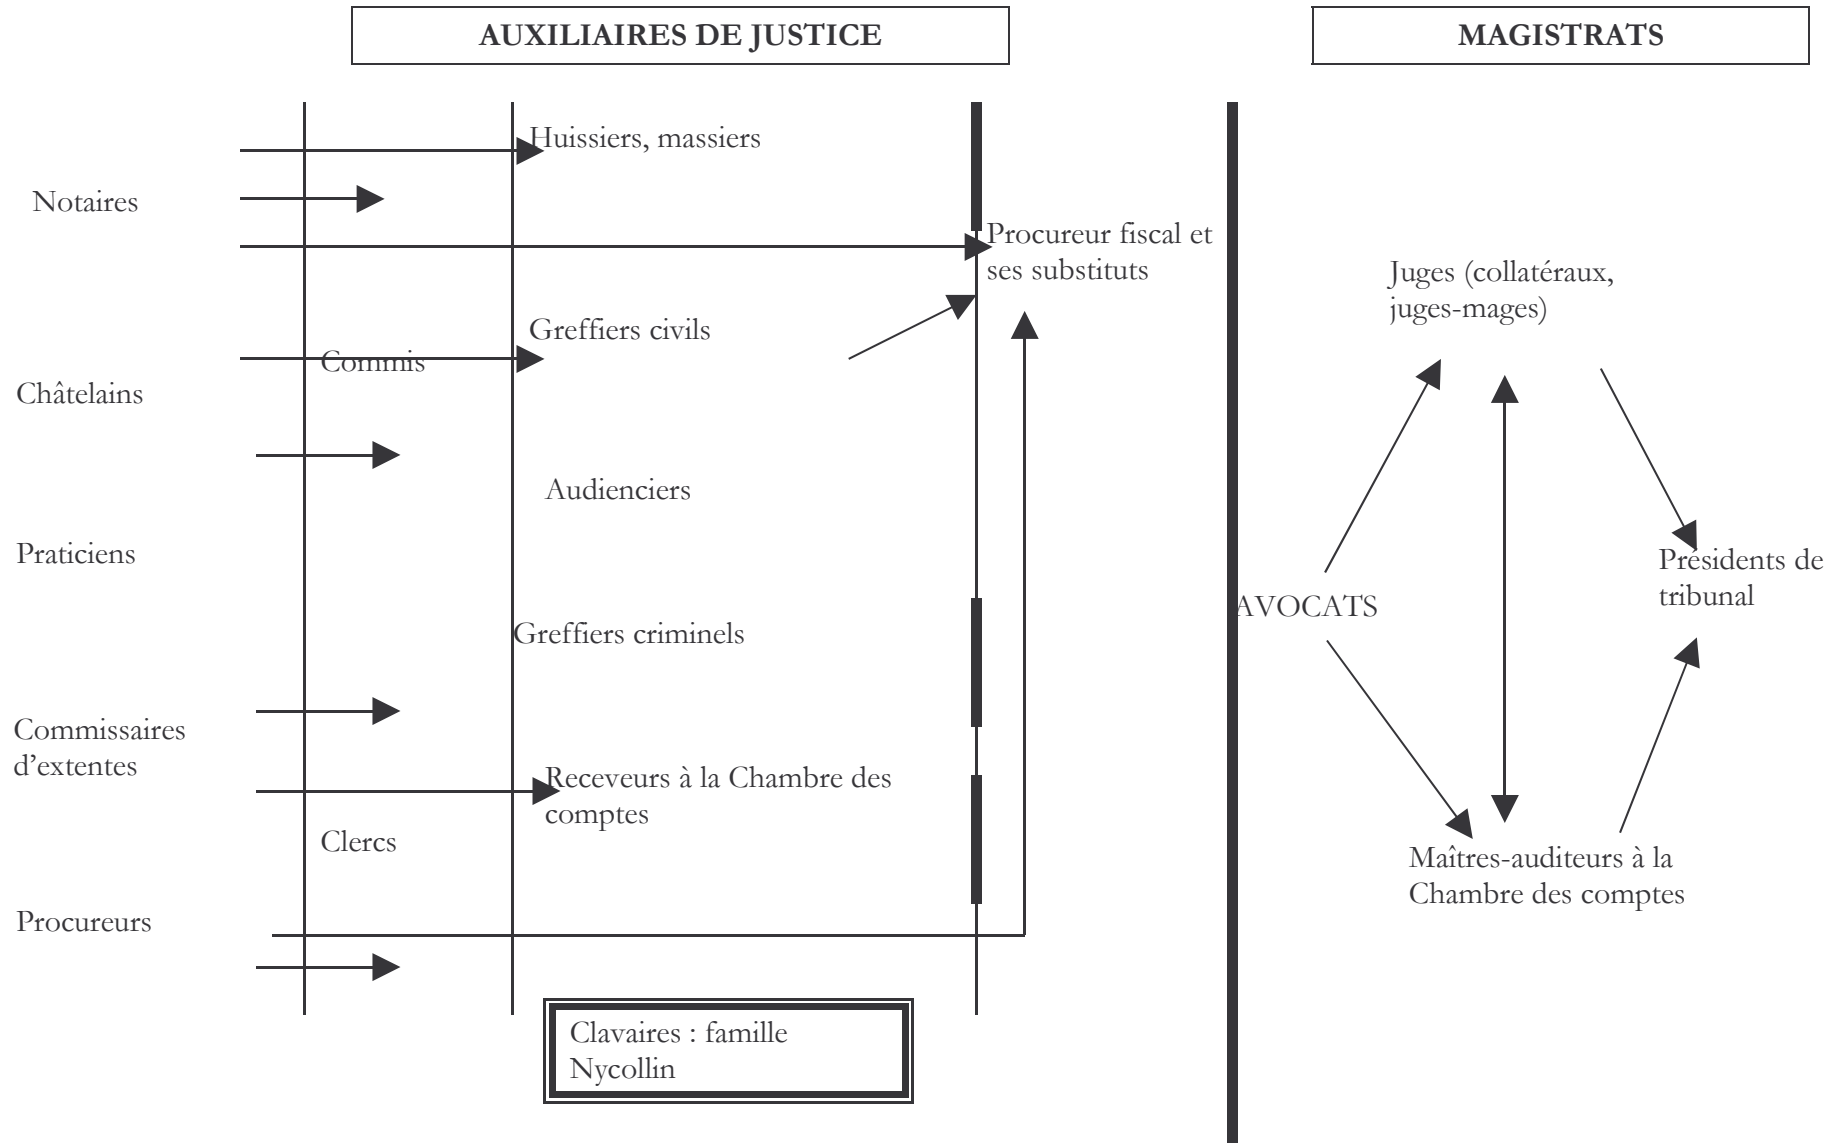 AUXILIAIRES DE JUSTICE
MAGISTRATS
Huissiers, massiers
Notaires
Procureur fiscal et
ses substituts
Juges (collatéraux,
juges-mages)
Greffiers civils
Commis
Châtelains
Audienciers
Praticiens
Présidents de
tribunal
AVOCATS
Greffiers criminels
Commissaires
d’extentes
Receveurs à la Chambre des
comptes
Clercs
Maîtres-auditeurs à la
Chambre des comptes
Procureurs
Clavaires : famille
Nycollin